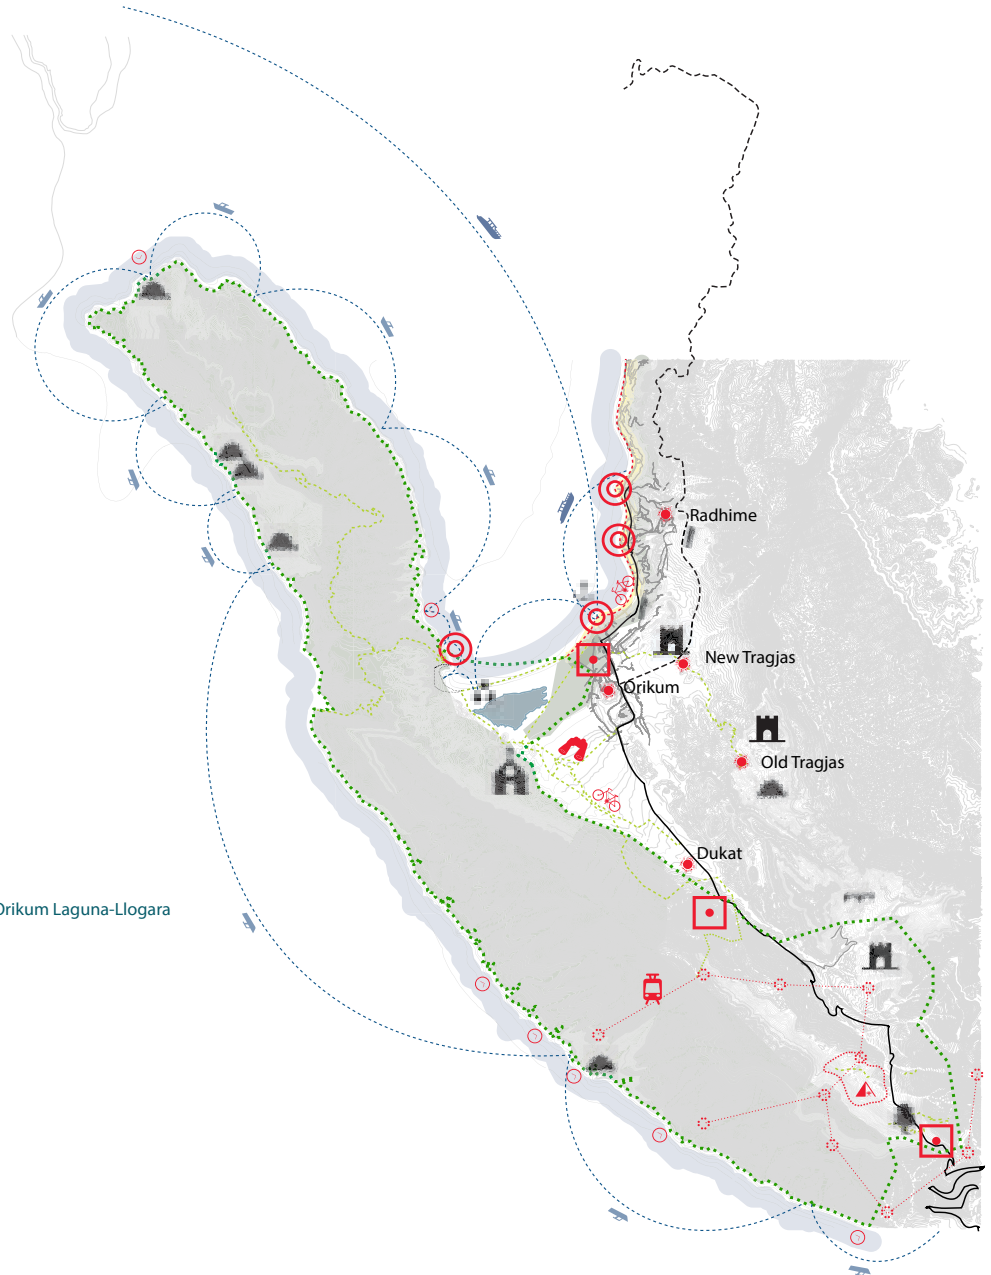 Radhime
New Tragjas
Orikum
Old Tragjas
Dukat
Orikum Laguna-Llogara